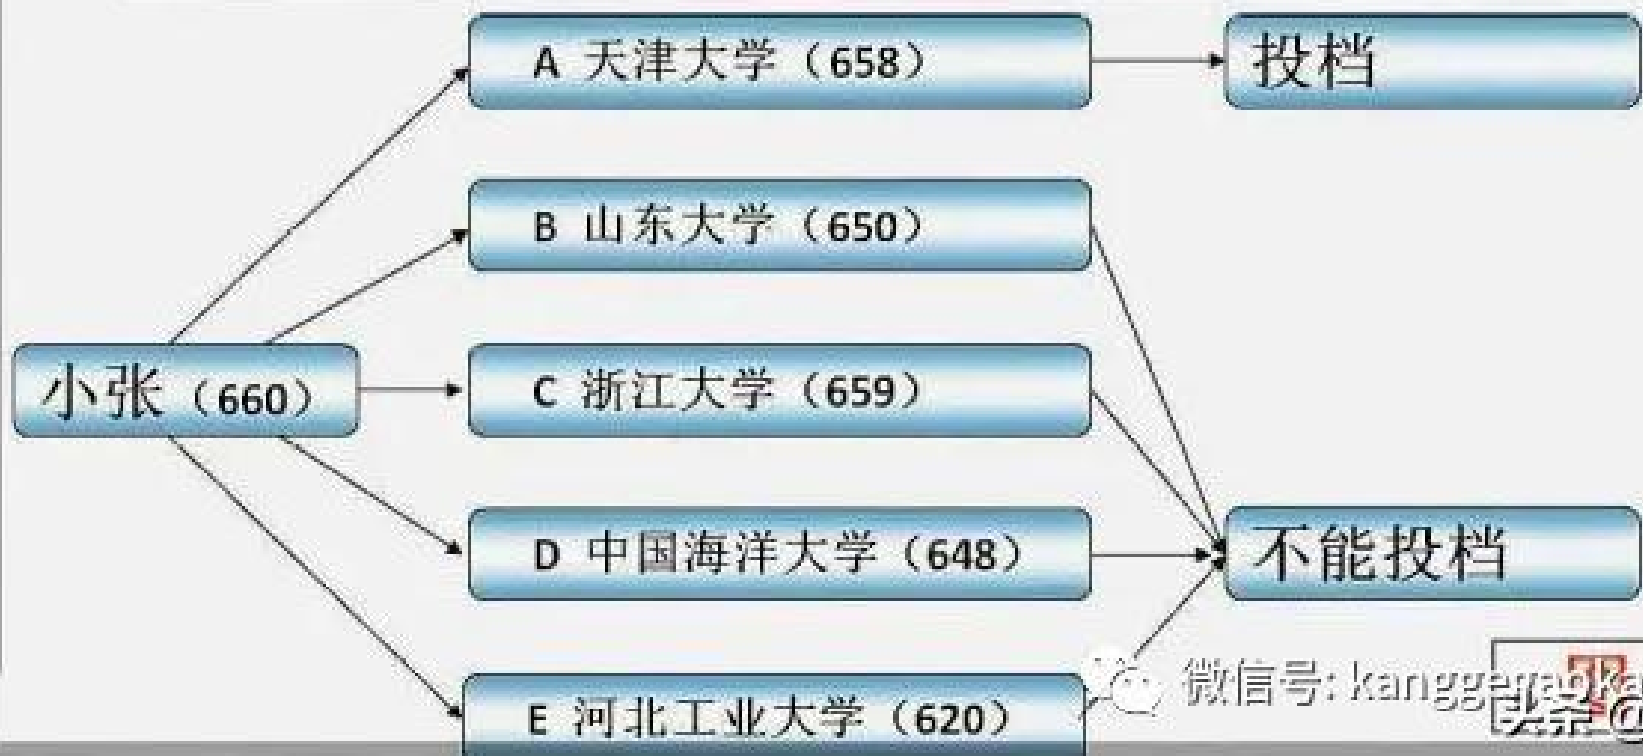 A 天津大学（658）
投档
B 山东大学（650）
小张（660）
C 浙江大学（659）
D 中国海洋大学（648）
不能投档
E 河北工业大学（620）
微信号: kanggegaoka
头条@